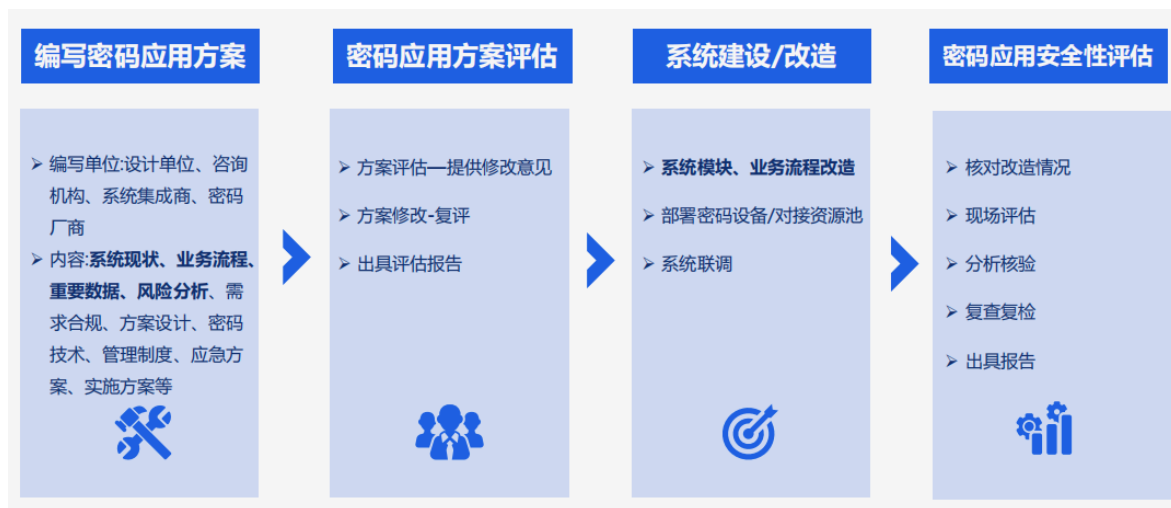 编写密码应用方案
编写单位:设计单位、咨询
机构、系统集成商、密码
厂商
内容:系统现状、业务流程、
重要数据、风险分析、需
求合规、方案设计、密码
技术、管理制度、应急方
案、实施方案等
密码应用方案评估
方案评估—提供修改意见
方案修改-复评
出具评估报告
系统建设/改造
系统模块、业务流程改造
部署密码设备/对接资源池
系统联调
密码应用安全性评估
核对改造情况
现场评估
分析核验
复查复检
出具报告